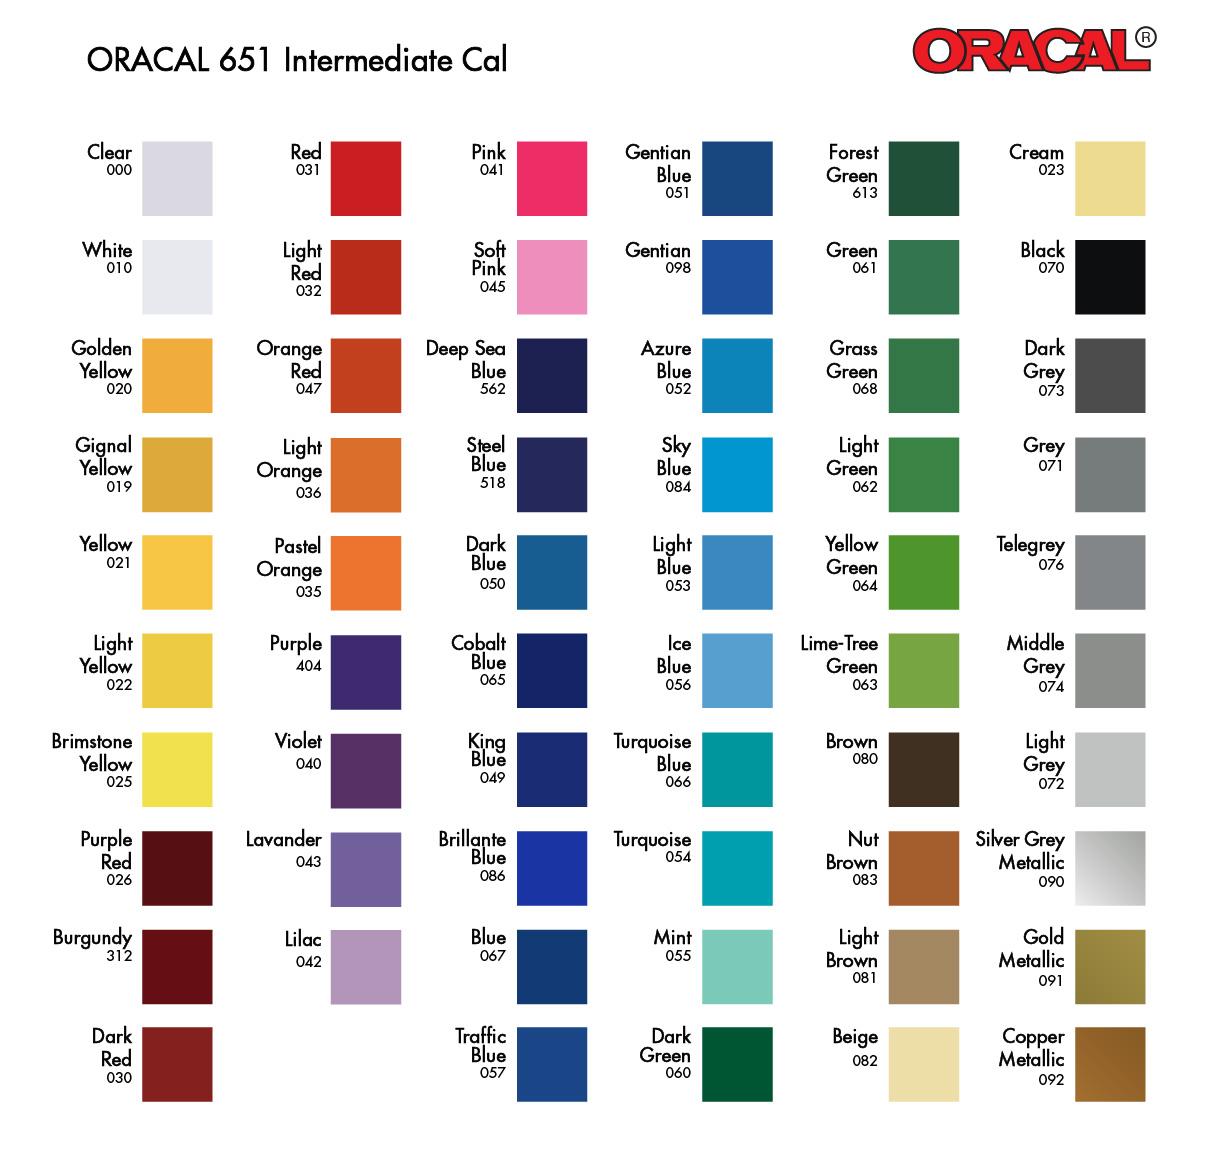 ORACAL 651 Intermediate Cal
ORACAL®
Clear
000
White
010
Golden
Yellow
020
Gignal
Yellow
019
Yellow
021
Light
Yellow
022
Brimstone
Yellow
025
Purple
Red
026
Burgundy
312
Dark
Red
030
Red
031
Light
Red
032
Orange
Red
047
Light
Orange
036
Pastel
Orange
035
Purple
404
Violet
040
Lavander
043
Lilac
042
Pink
041
Soft
Pink
045
Deep Sea
Blue
562
Steel
Blue
518
Dark
Blue
050
Cobalt
Blue
065
King
Blue
049
Brillante
Blue
086
Blue
067
Traffic
Blue
057
Gentian
Blue
051
Gentian
098
Azure
Blue
052
Sky
Blue
084
Light
Blue
053
Ice
Blue
056
Turquoise
Blue
066
Turquoise
054
Mint
055
Dark
Green
060
Forest
Green
613
Green
061
Grass
Green
068
Light
Green
062
Yellow
Green
064
Lime-Tree
Green
063
Brown
080
Nut
Brown
083
Light
Brown
081
Beige
082
Cream
023
Black
070
Dark
Grey
073
Grey
071
Telegrey
076
Middle
Grey
074
Light
Grey
072
Silver Grey
Metallic
090
Gold
Metallic
091
Copper
Metallic
092